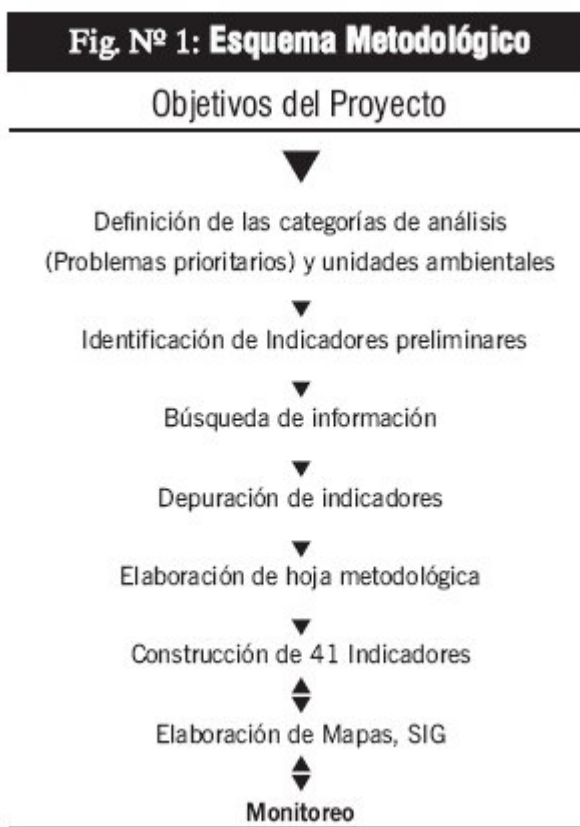 Fig. Nº 1: Esquema Metodológico
Objetivos del Proyecto
Definición de las categorías de análisis
(Problemas prioritarios) y unidades ambientales
Identificación de Indicadores preliminares
Búsqueda de información
Depuración de indicadores
Elaboración de hoja metodológica
Construcción de 41 Indicadores
Elaboración de Mapas, SIG
Monitoreo